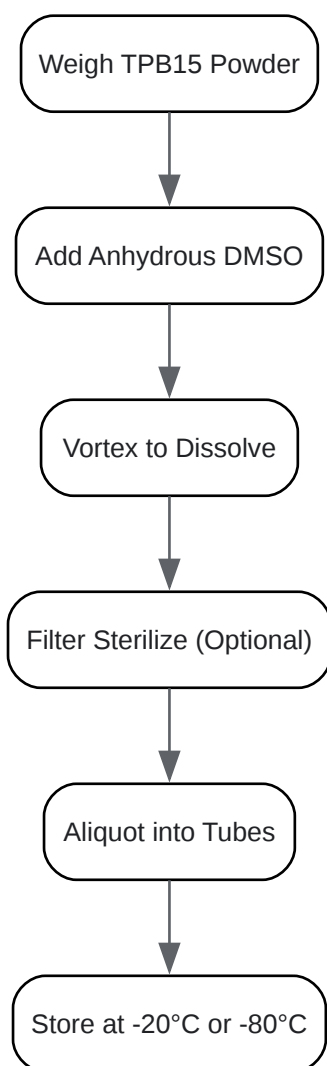 Weigh TPB15 Powder
Add Anhydrous DMSO
Vortex to Dissolve
Filter Sterilize (Optional)
Aliquot into Tubes
Store at -20°C or -80°C